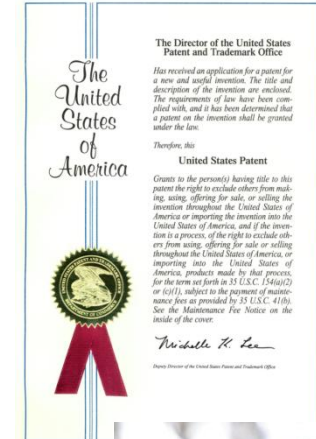 The
United
States
of
America
The Director of the United States
Patent and Trademark Office
Has received an application for a patent for
a new and useful invention. The title and
description of the invention are enclosed.
The requirements of law have been com-
plied with, and it has been determined that
a patent on the invention shall be granted
under the law.
Therefore, this
United States Patent
Grants to the person(s) having title to this
patent the right to exclude others from mak-
ing, using, offering for sale, or selling the
invention throughout the United States of
America or importing the invention into the
United States of America, and if the inven-
tion is a process, of the right to exclude oth-
ers from using, offering for sale or selling
throughout the United States of America, or
importing into the United States of
America, products made by that process,
for the term set forth in 35 U.S.C. 154(a)(2)
or (c)(1), subject to the payment of mainte-
nance fees as provided by 35 U.S.C. 41(b).
See the Maintenance Fee Notice on the
inside of the cover.
Michelle K. Lee
Deputy Director of the United States Patent and Trademark Office